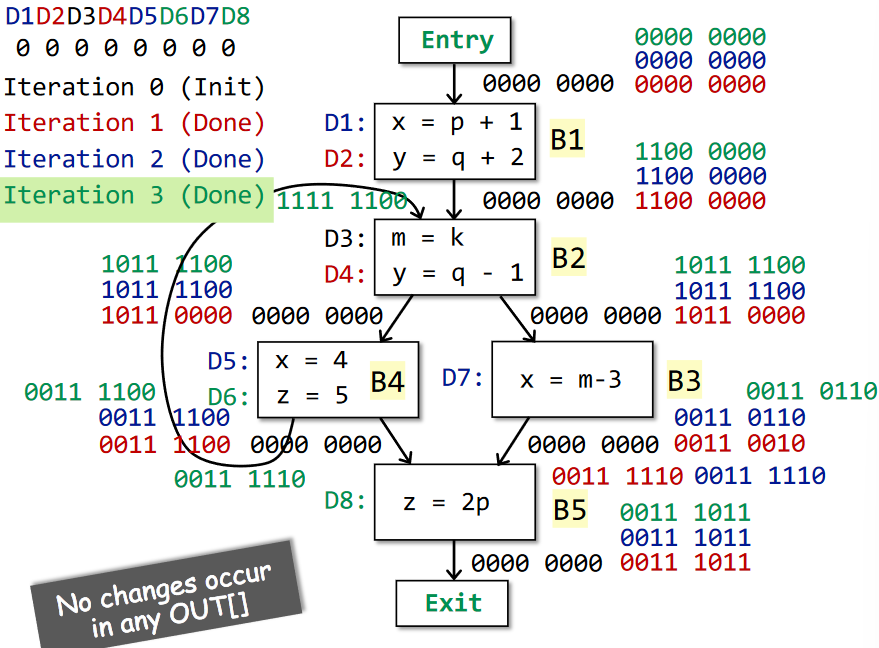 D1D2D3D4D5D6D7D8
0 0 0 0 0 0 0 0
Iteration 0 (Init)
Iteration 1 (Done)
Iteration 2 (Done)
Iteration 3 (Done)
Entry
0000 0000
0000 0000
0000 0000
0000 0000
D1: x = p + 1
D2: y = q + 2
B1
1100 0000
1100 0000
1100 0000
0000 0000
1111 1100
D3: m = k
D4: y = q - 1
B2
1011 1100
1011 1100
1011 0000 0000 0000
1011 1100
1011 1100
0000 0000 1011 0000
D5: x = 4
D6: z = 5
B4
D7: x = m-3
B3
0011 1100
0011 1100
0011 1100 0000 0000
0011 1110
0011 0110
0011 0110
0000 0000 0011 0010
0011 1110 0011 1110
D8: z = 2p
B5
0011 1011
0011 1011
0000 0000 0011 1011
Exit
No changes occur
in any OUT[]